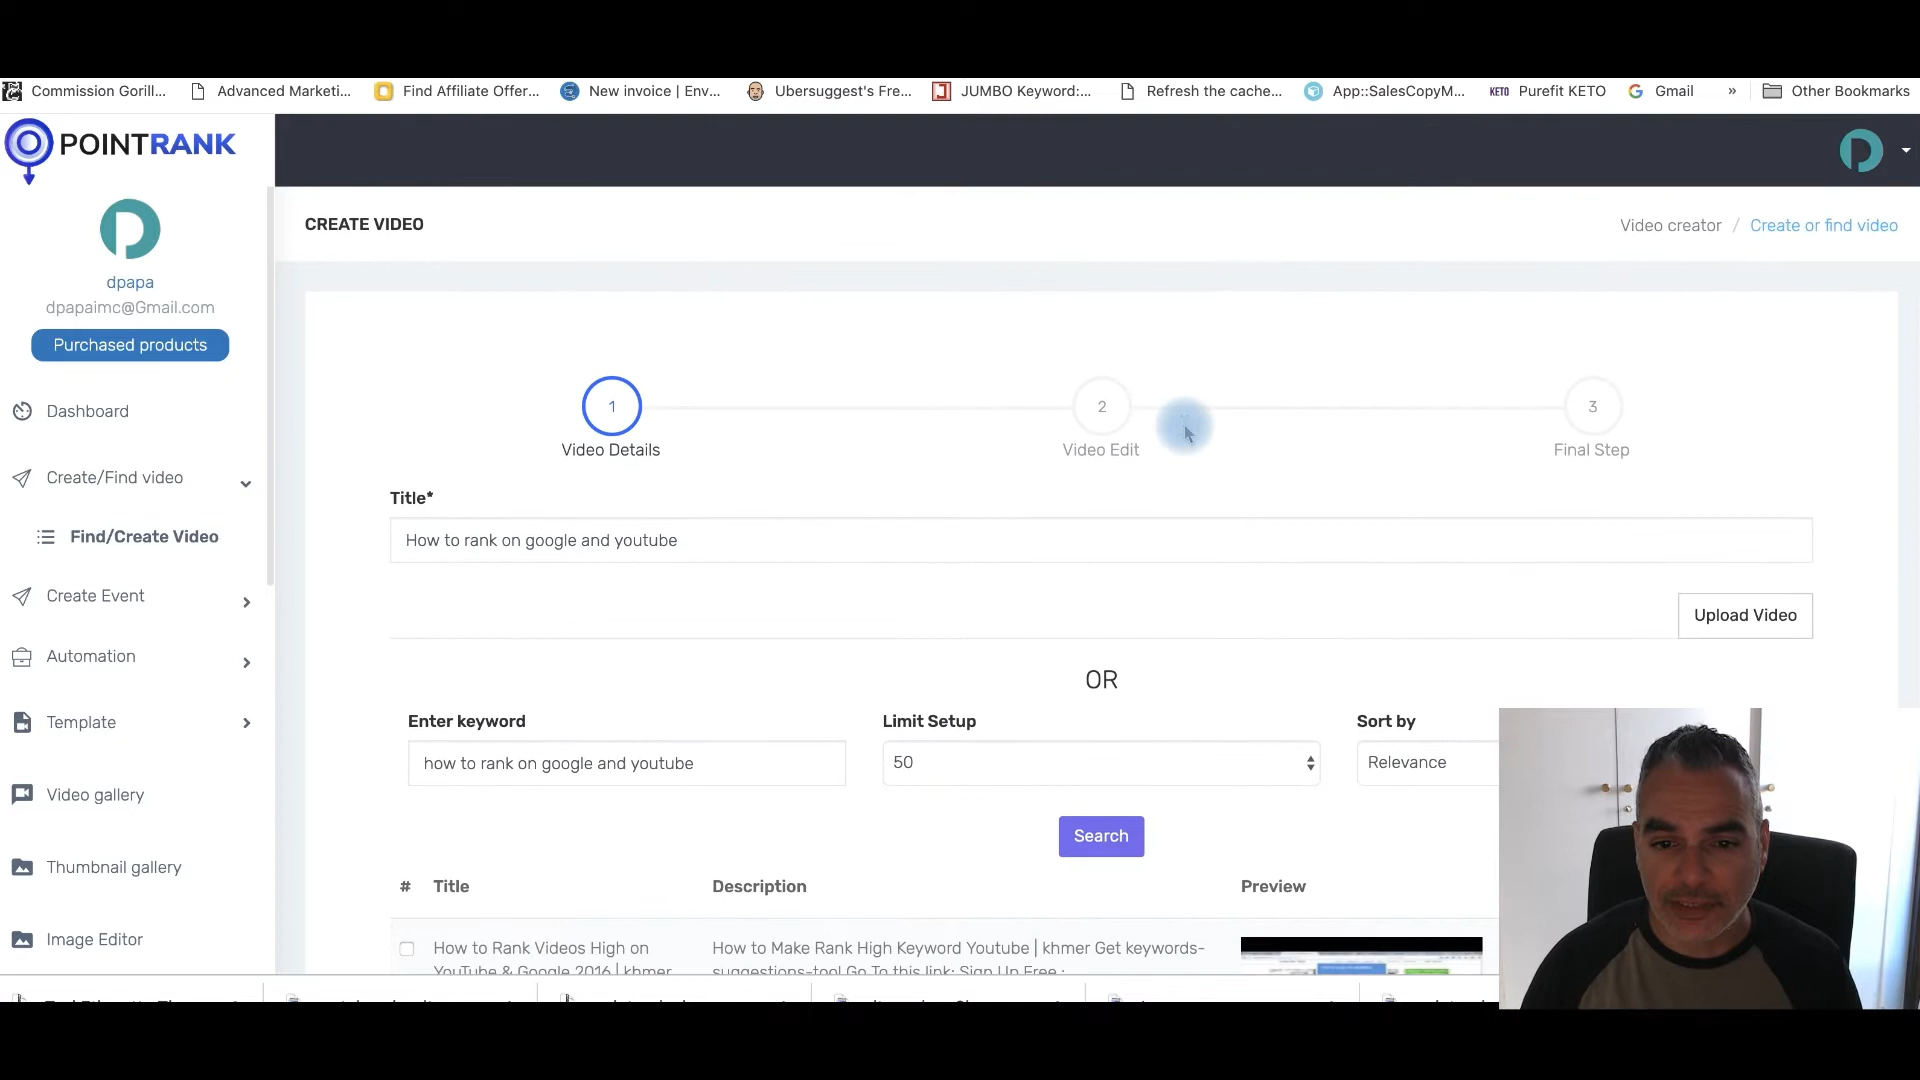 Commission Gorill...
Advanced Marketi...
Find Affiliate Offer...
New invoice | Env...
Ubersuggest's Fre...
JUMBO Keyword:...
Refresh the cache...
App::SalesCopyM...
KETO Purefit KETO
Gmail
»
Other Bookmarks
POINTRANK
dpapa
dpapaimc@Gmail.com
Purchased products
Dashboard
Create/Find video
Find/Create Video
Create Event
Automation
Template
Video gallery
Thumbnail gallery
Image Editor
CREATE VIDEO
Video creator / Create or find video
1
Video Details
2
Video Edit
3
Final Step
Title*
How to rank on google and youtube
Upload Video
OR
Enter keyword
Limit Setup
Sort by
how to rank on google and youtube
50
Relevance
Search
# Title Description Preview
How to Rank Videos High on
YouTube & Google 2016 | khmer
How to Make Rank High Keyword Youtube | khmer Get keywords-
suggestions-tool Go To this link: Sign Up Free :